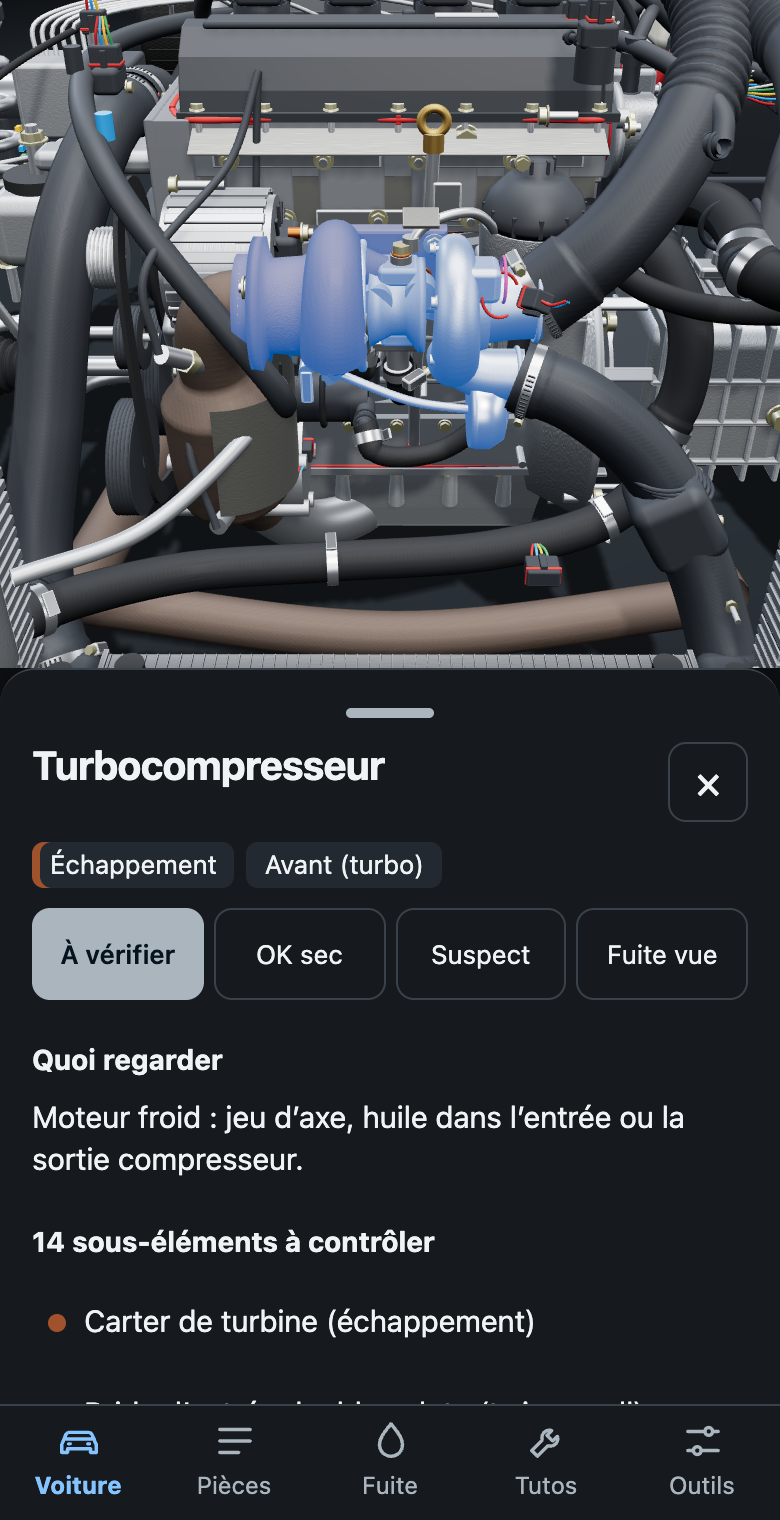 Turbocompresseur
Échappement
Avant (turbo)
À vérifier
OK sec
Suspect
Fuite vue
Quoi regarder
Moteur froid : jeu d’axe, huile dans l’entrée ou la
sortie compresseur.
14 sous-éléments à contrôler
Carter de turbine (échappement)
Voiture
Pièces
Fuite
Tutos
Outils